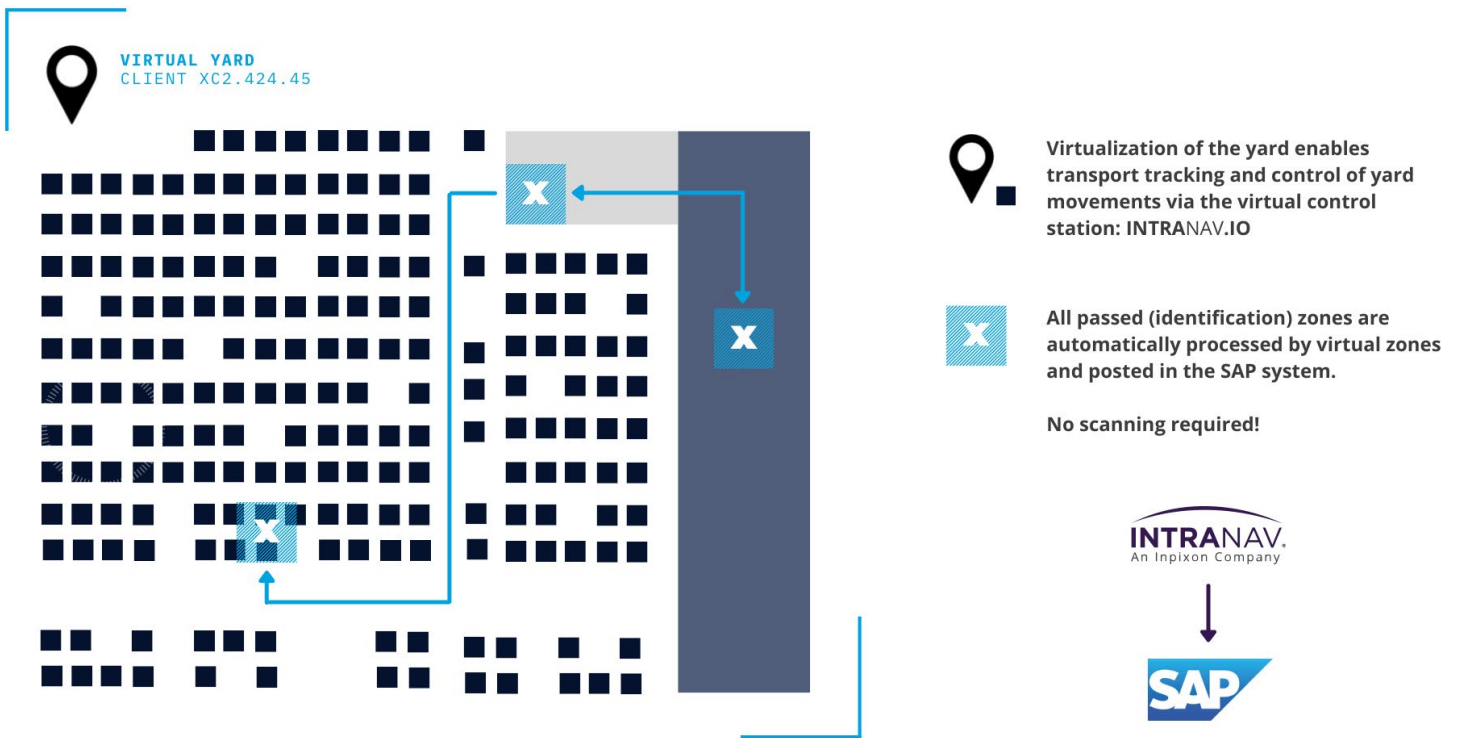 VIRTUAL YARD
CLIENT XC2.424.45
X
X
X
Virtualization of the yard enables
transport tracking and control of yard
movements via the virtual control
station: INTRANAV.IO
X
All passed (identification) zones are
automatically processed by virtual zones
and posted in the SAP system.
No scanning required!
INTRANAV.
An Inpixon Company
SAP